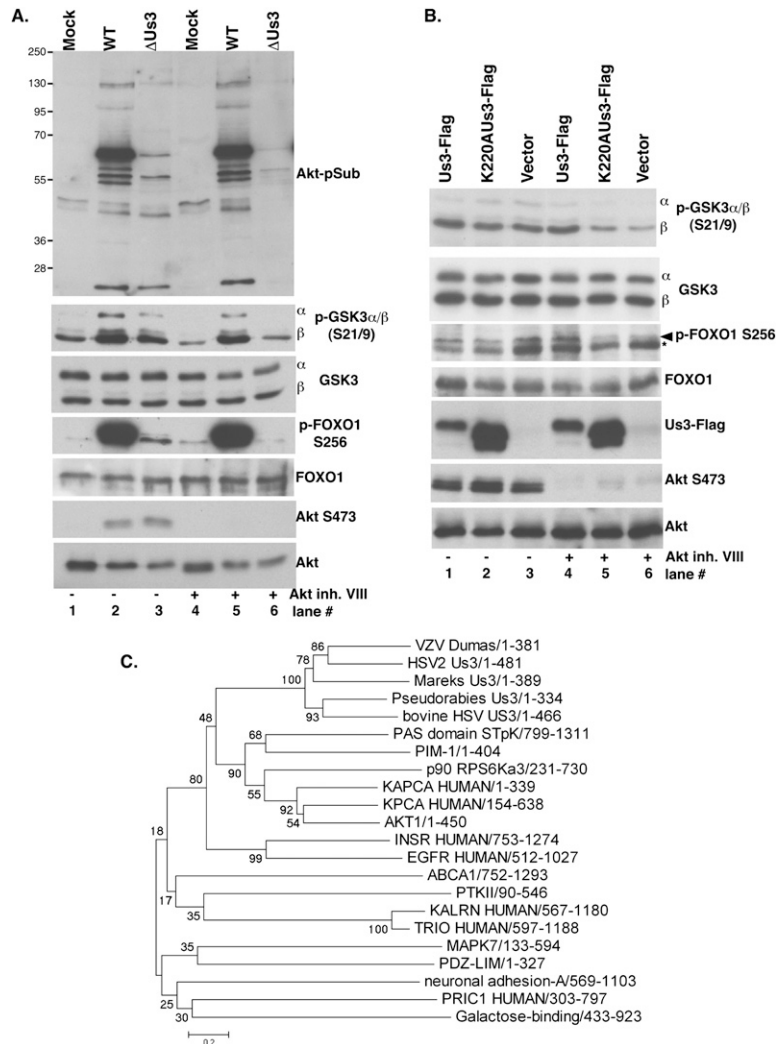 A.
Mock
WT
ΔUs3
Mock
WT
ΔUs3
250
130
95
70
55
36
28
Akt-pSub
α
β
p-GSK3α/β
(S21/9)
α
β
GSK3
p-FOXO1
S256
FOXO1
Akt S473
Akt
- - - + + + Akt inh. VIII
1 2 3 4 5 6 lane #
B.
Us3-Flag
K220AUs3-Flag
Vector
Us3-Flag
K220AUs3-Flag
Vector
α
β
p-GSK3α/β
(S21/9)
α
β
GSK3
p-FOXO1 S256
*
FOXO1
Us3-Flag
Akt S473
Akt
- - - + + + Akt inh. VIII
1 2 3 4 5 6 lane #
C.
VZV Dumas/1-381
HSV2 Us3/1-481
Mareks Us3/1-389
Pseudorabies Us3/1-334
bovine HSV US3/1-466
PAS domain STpK/799-1311
PIM-1/1-404
p90 RPS6Ka3/231-730
KAPCA HUMAN/1-339
KPCA HUMAN/154-638
AKT1/1-450
INSR HUMAN/753-1274
EGFR HUMAN/512-1027
ABCA1/752-1293
PTKII/90-546
KALRN HUMAN/567-1180
TRIO HUMAN/597-1188
MAPK7/133-594
PDZ-LIM/1-327
neuronal adhesion-A/569-1103
PRIC1 HUMAN/303-797
Galactose-binding/433-923
86
78
100
93
48
68
90
55
92
54
80
99
18
17
35
100
35
25
30
0.2